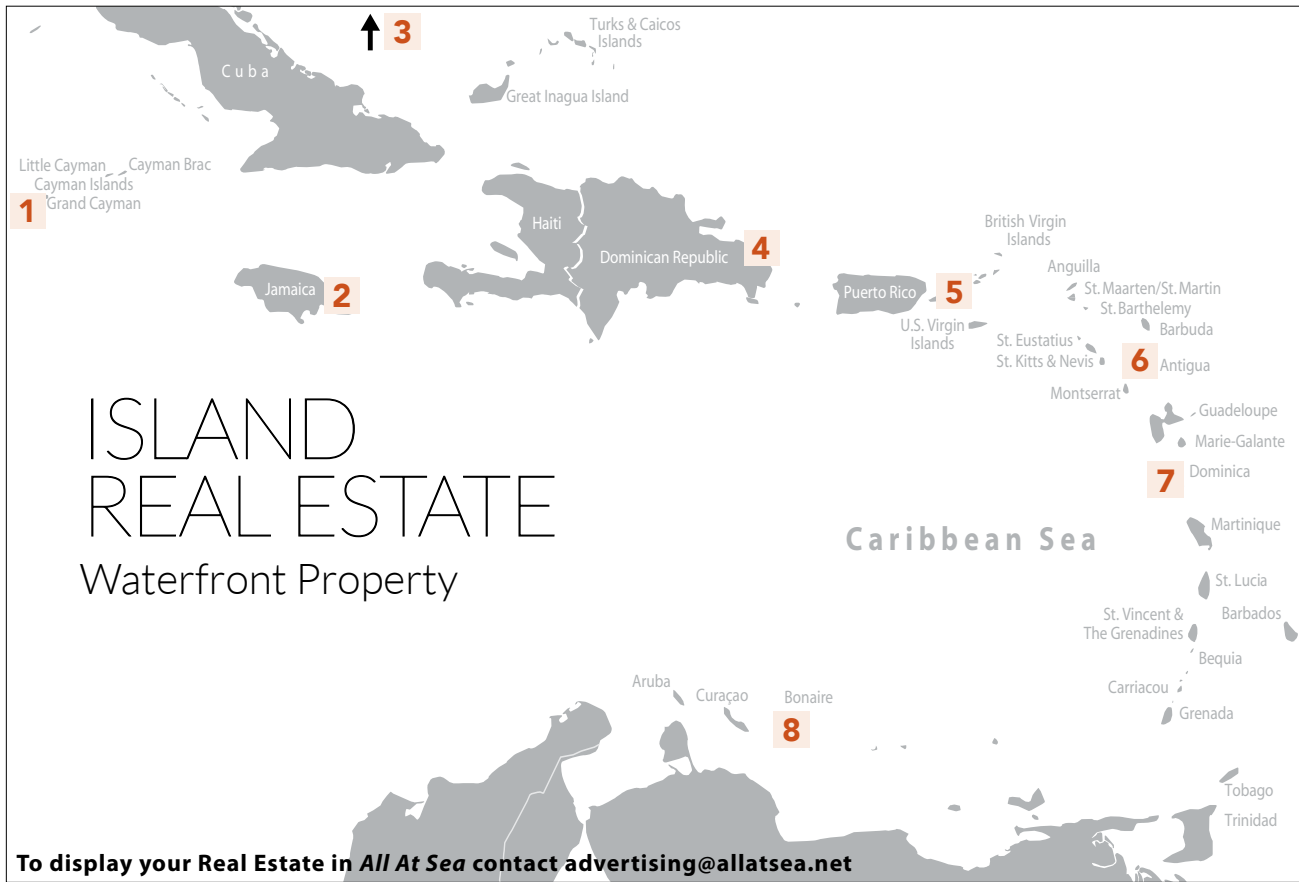 3
Turks & Caicos
Islands
Cuba
Great Inagua Island
Little Cayman
Cayman Brac
Cayman Islands
1
Grand Cayman
Haiti
Dominican Republic
4
British Virgin
Islands
Jamaica
2
Puerto Rico
5
Anguilla
St. Maarten/St. Martin
St. Barthelemy
U.S. Virgin
Islands
Barbuda
St. Eustatius
St. Kitts & Nevis
6
Antigua
Montserrat
Guadeloupe
Marie-Galante
7
Dominica
ISLAND
REAL ESTATE
Waterfront Property
Caribbean Sea
Martinique
St. Lucia
St. Vincent &
The Grenadines
Barbados
Bequia
Carriacou
Grenada
Aruba
Curaçao
Bonaire
8
Tobago
Trinidad
To display your Real Estate in All At Sea contact advertising@allatsea.net